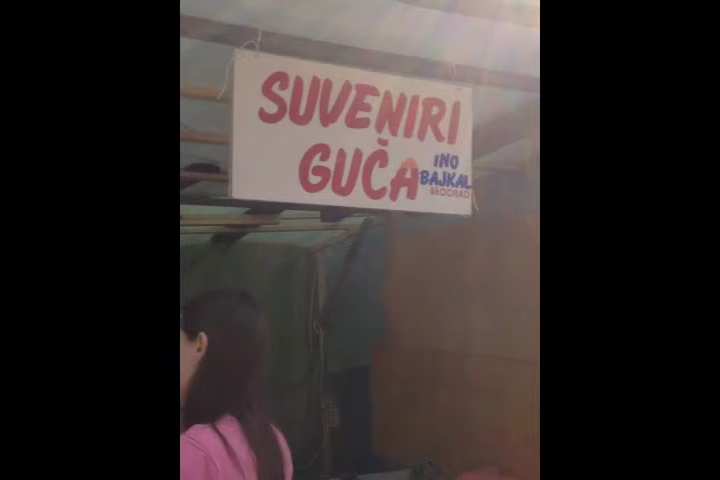 SUVENIRI
GUČA
INO
BAJKAL
BEOGRAD